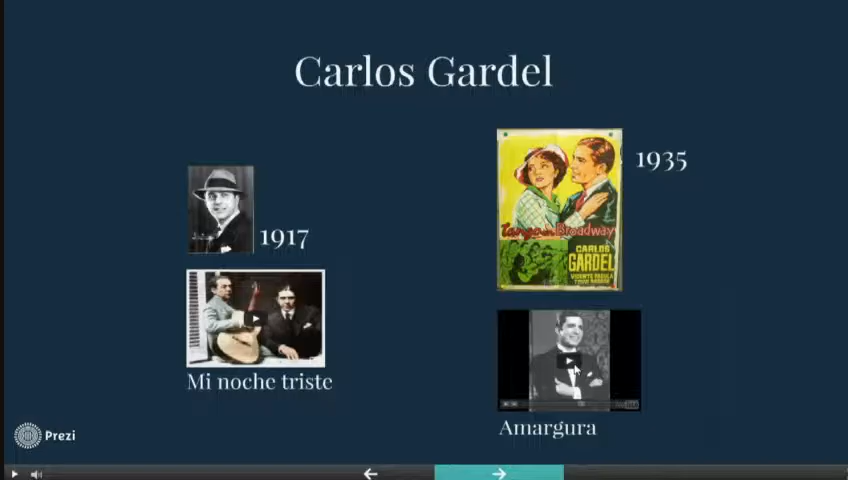 Carlos Gardel
1917
Mi noche triste
1935
Tango en Broadway
CARLOS
GARDEL
Amargura
Prezi